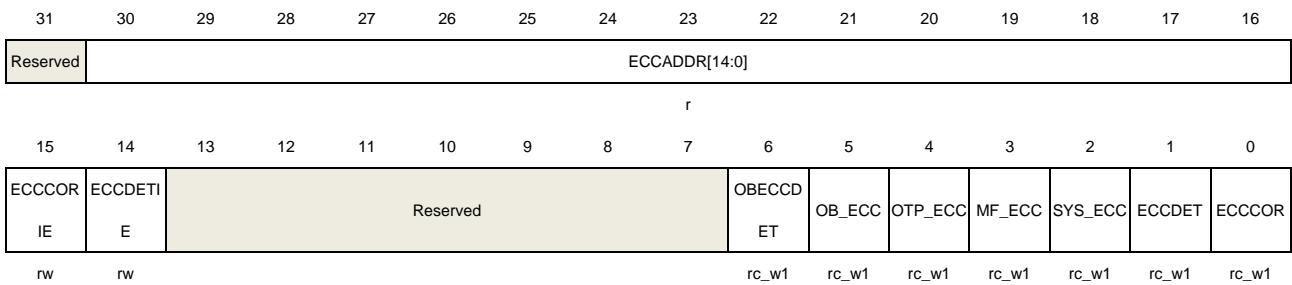 31 30 29 28 27 26 25 24 23 22 21 20 19 18 17 16
Reserved ECCADDR[14:0]
r
15 14 13 12 11 10 9 8 7 6 5 4 3 2 1 0
ECCCOR ECCDETI Reserved OBECCD OB_ECC OTP_ECC MF_ECC SYS_ECC ECCDET ECCCOR
IE E ET
rw rw rc_w1 rc_w1 rc_w1 rc_w1 rc_w1 rc_w1 rc_w1